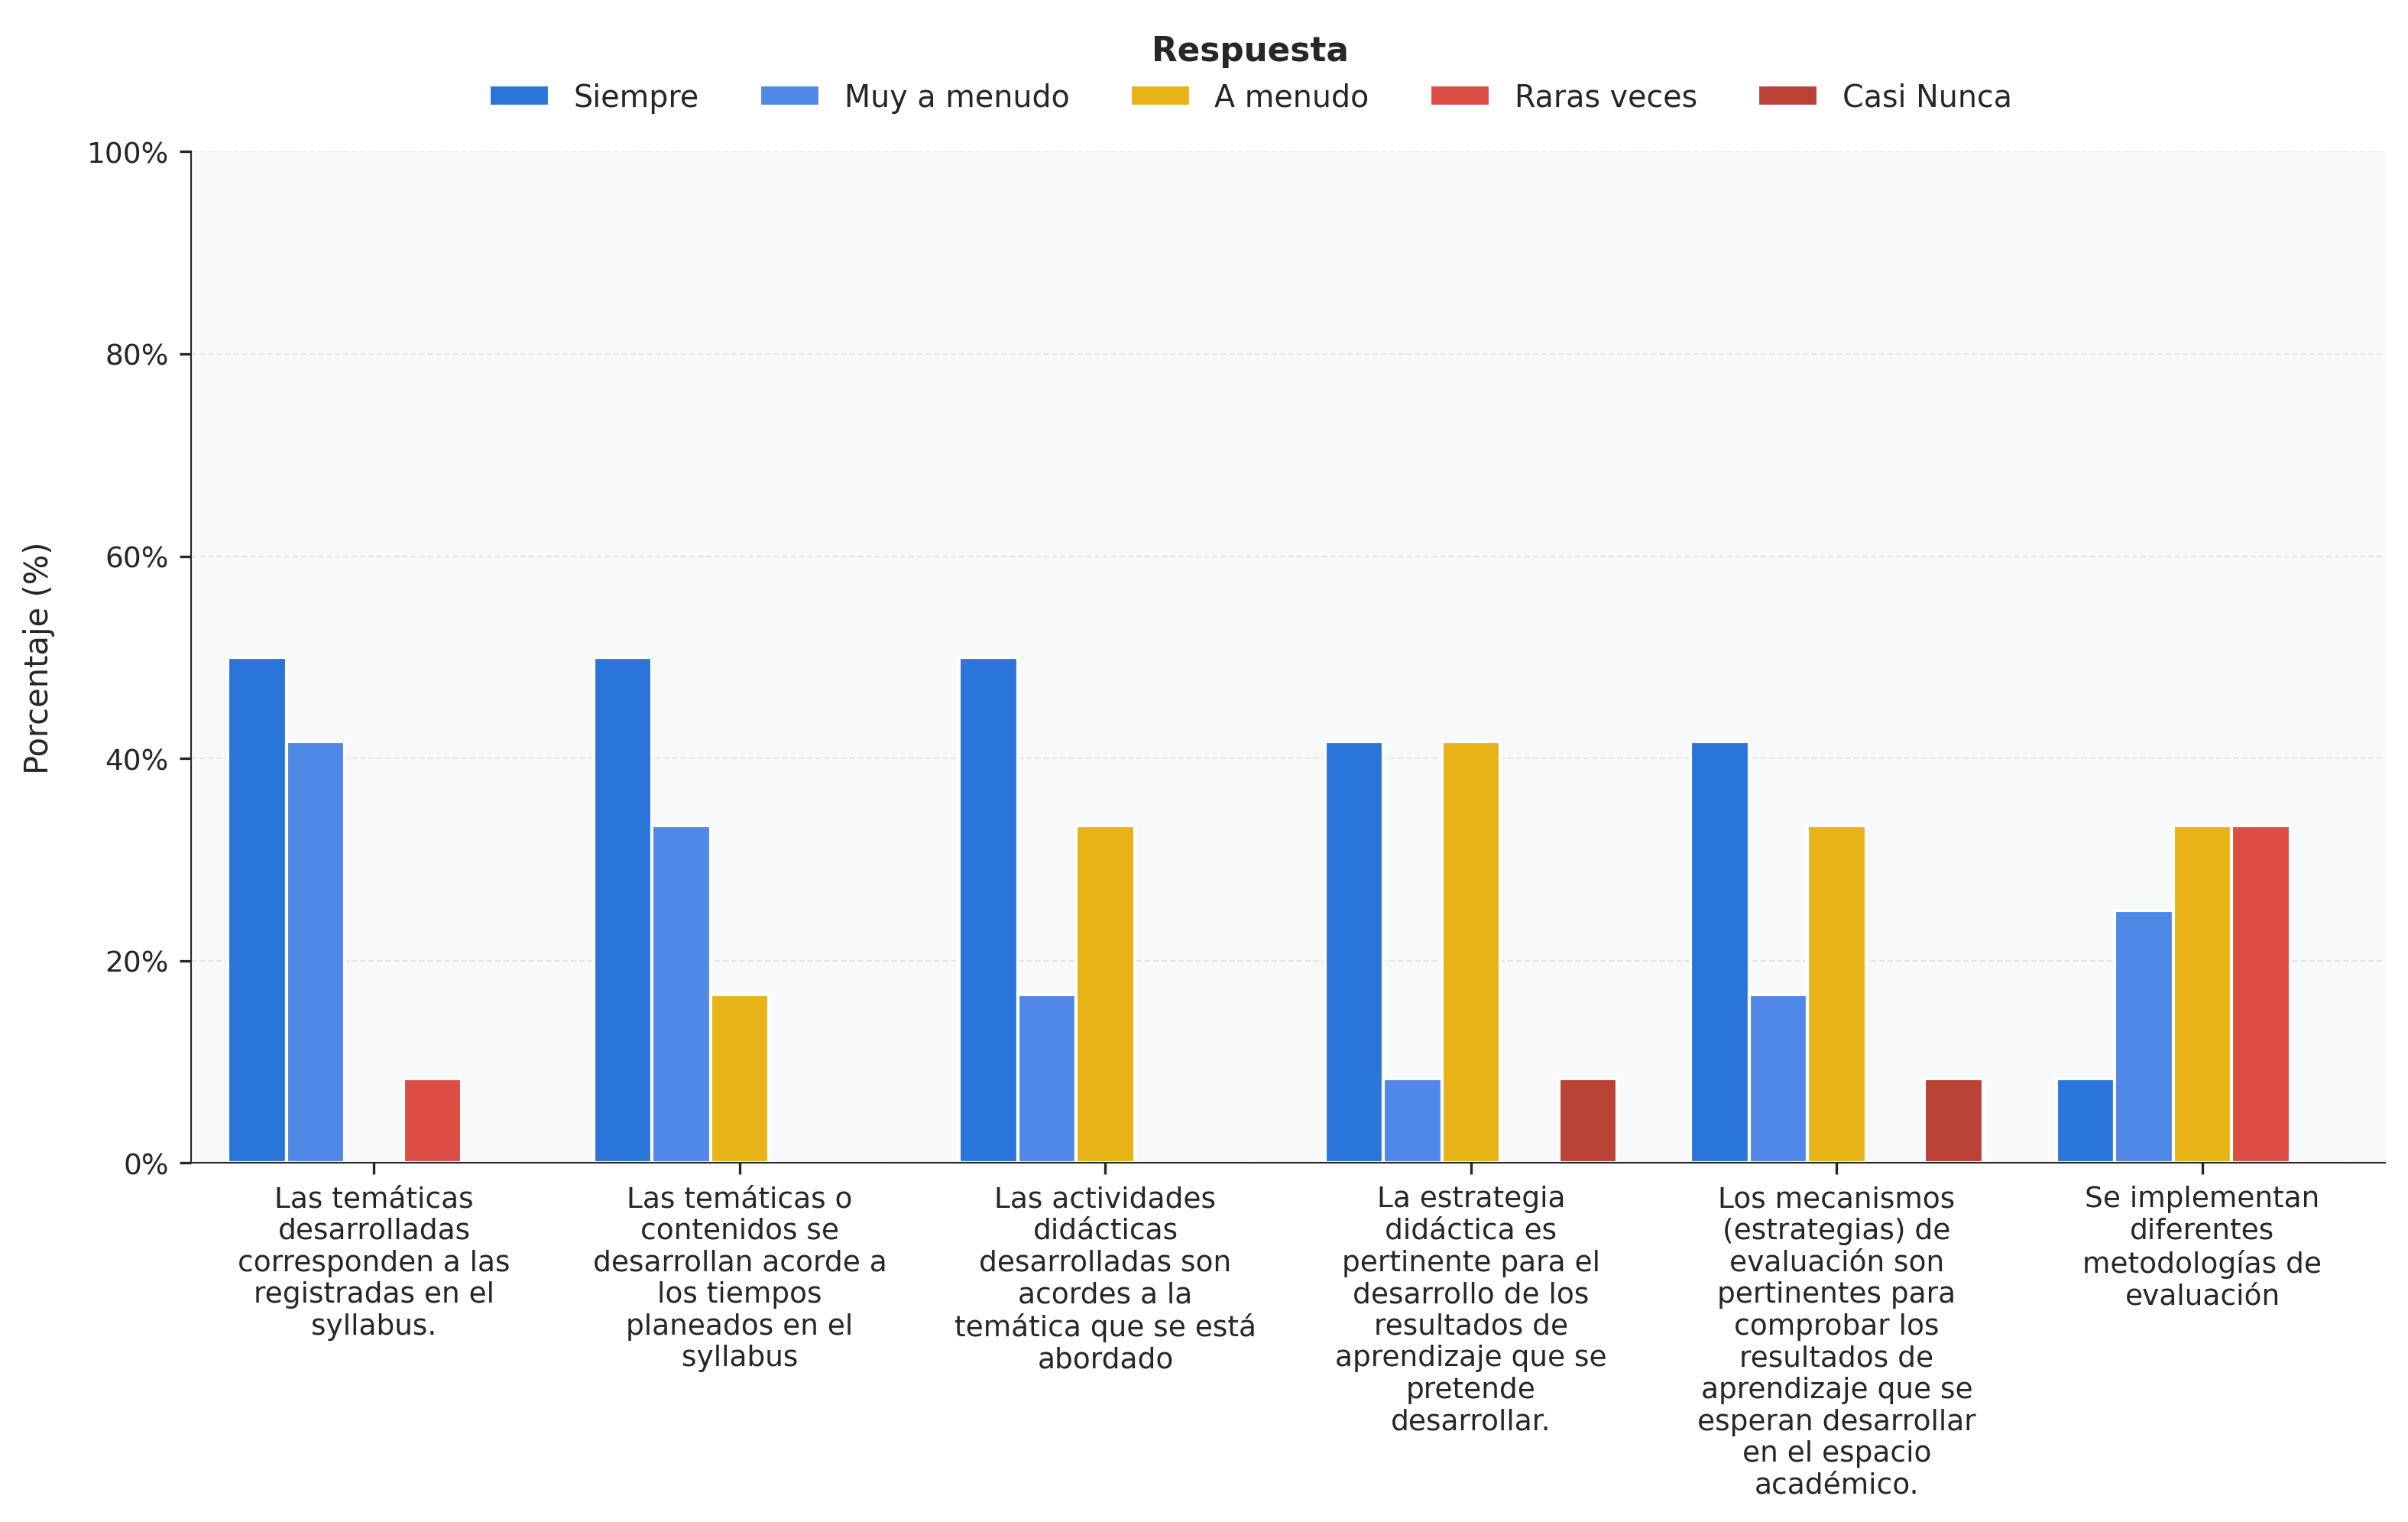 Respuesta
Siempre
Muy a menudo
A menudo
Raras veces
Casi Nunca
Porcentaje (%)
100%
80%
60%
40%
20%
0%
Las temáticas
desarrolladas
corresponden a las
registradas en el
syllabus.
Las temáticas o
contenidos se
desarrollan acorde a
los tiempos
planeados en el
syllabus
Las actividades
didácticas
desarrolladas son
acordes a la
temática que se está
abordado
La estrategia
didáctica es
pertinente para el
desarrollo de los
resultados de
aprendizaje que se
pretende
desarrollar.
Los mecanismos
(estrategias) de
evaluación son
pertinentes para
comprobar los
resultados de
aprendizaje que se
esperan desarrollar
en el espacio
académico.
Se implementan
diferentes
metodologías de
evaluación